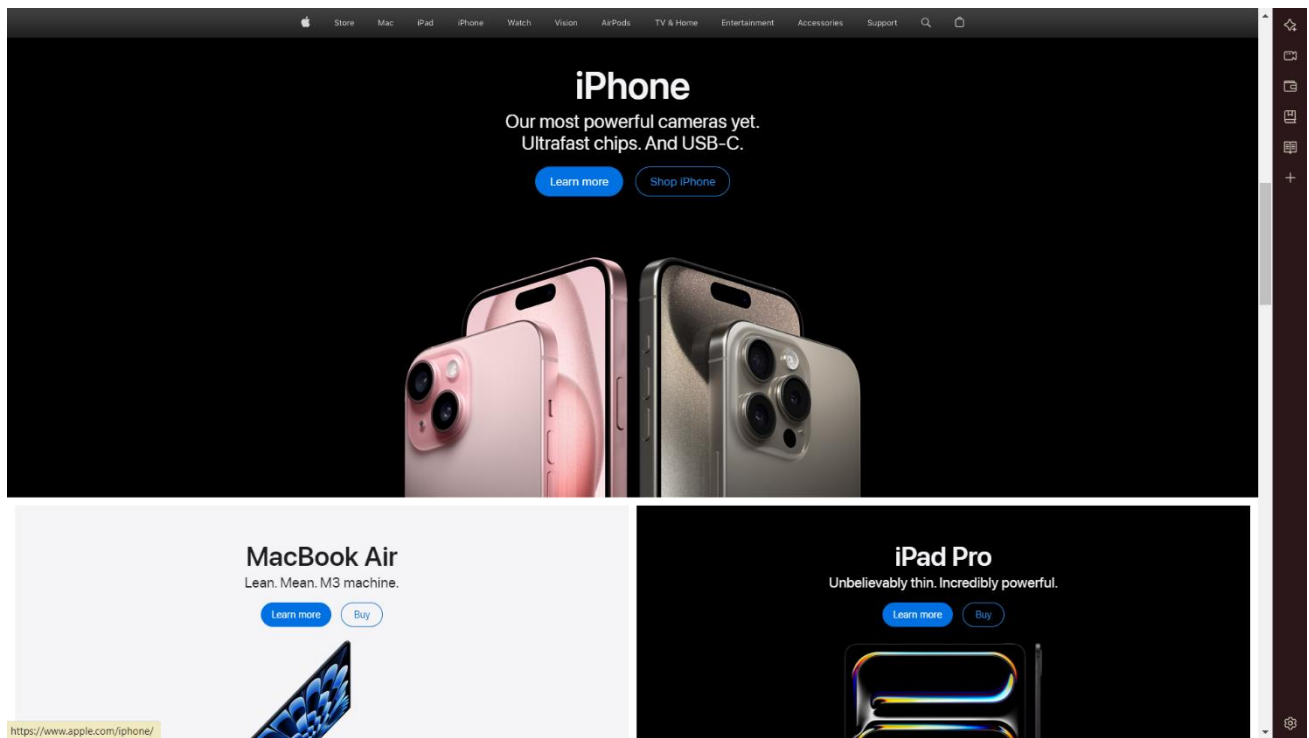 Store Mac iPad iPhone Watch Vision AirPods TV & Home Entertainment Accessories Support
iPhone
Our most powerful cameras yet.
Ultrafast chips. And USB-C.
Learn more Shop iPhone
MacBook Air
Lean. Mean. M3 machine.
Learn more Buy
iPad Pro
Unbelievably thin. Incredibly powerful.
Learn more Buy
https://www.apple.com/iphone/